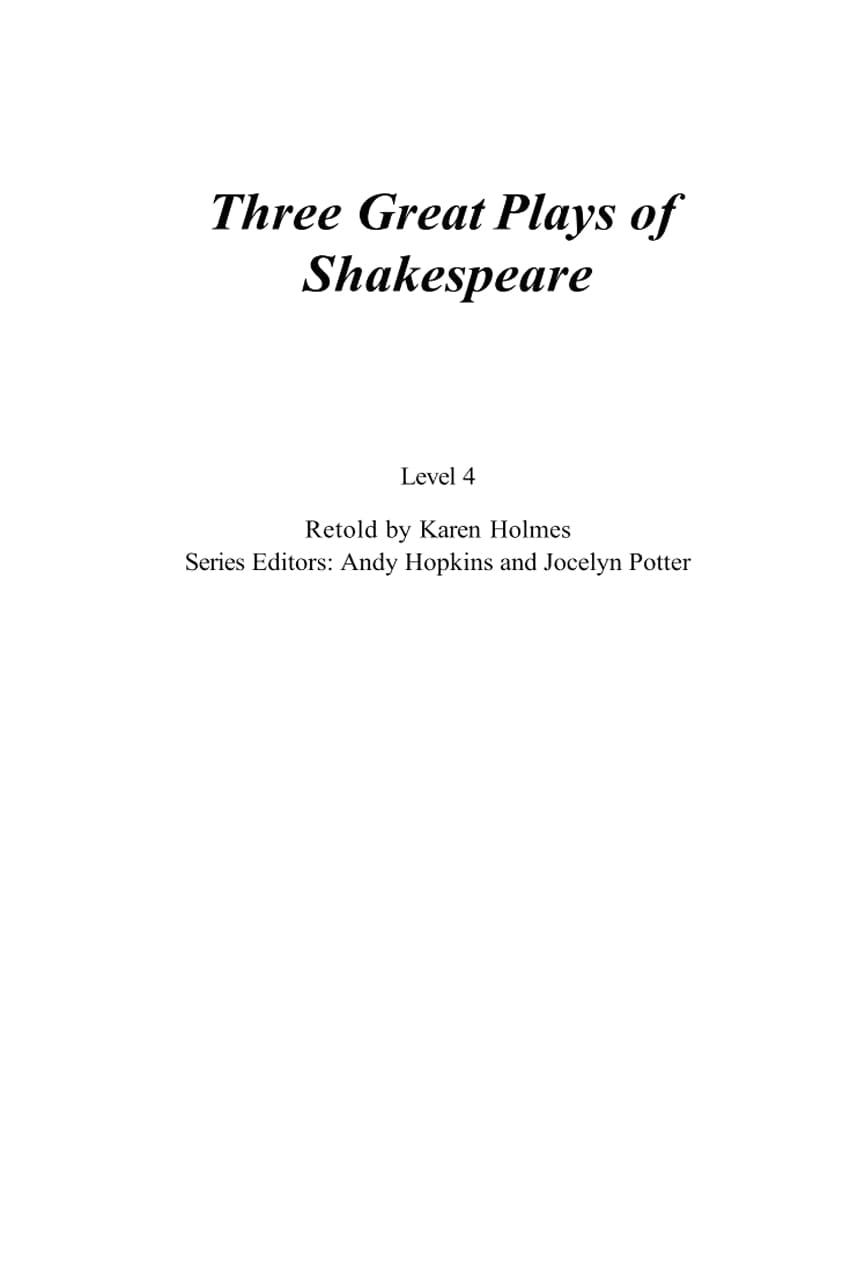 Three Great Plays of
Shakespeare
Level 4
Retold by Karen Holmes
Series Editors: Andy Hopkins and Jocelyn Potter